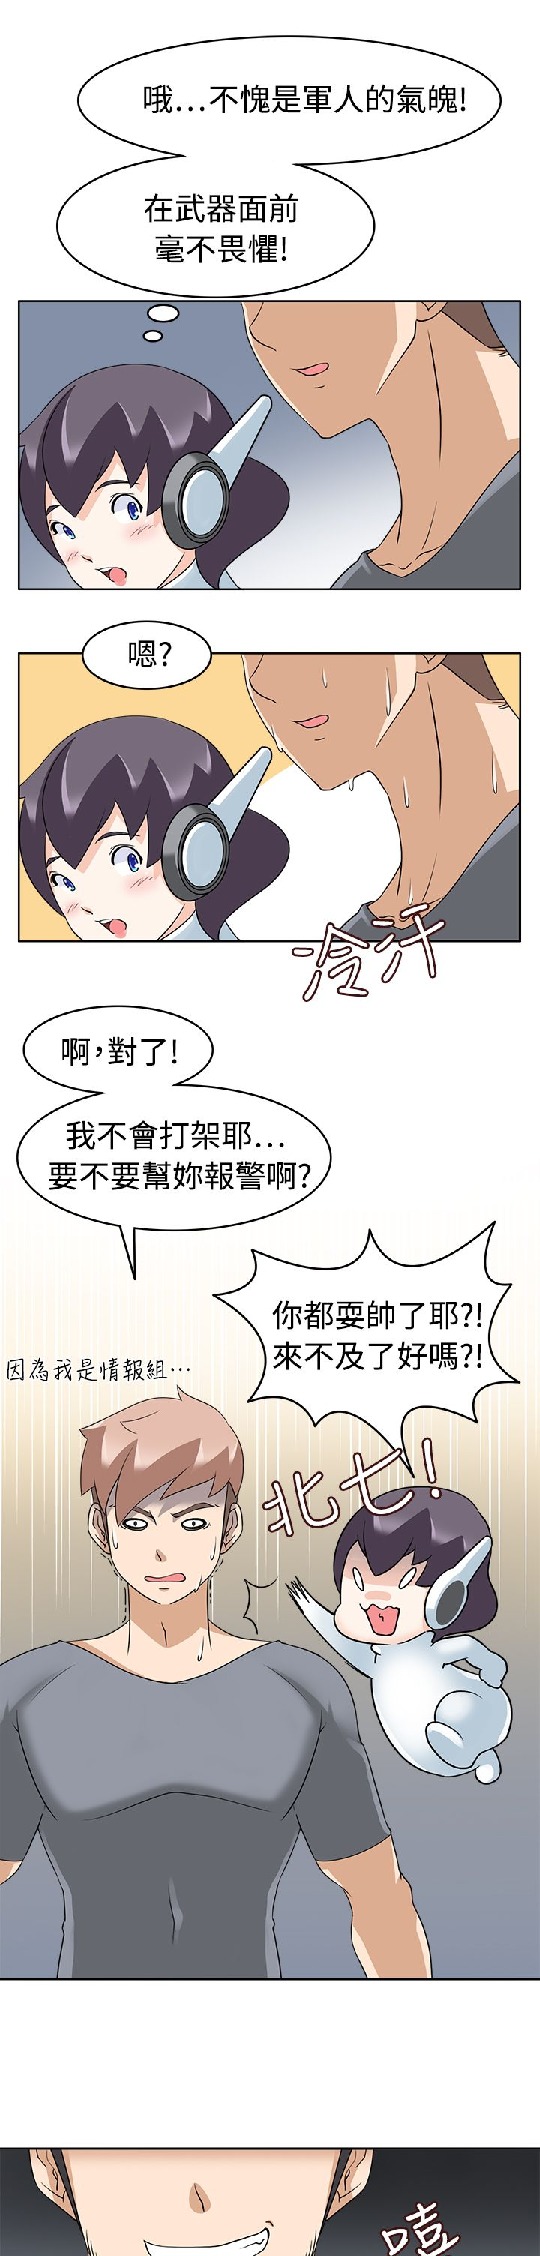 哦...不愧是軍人的氣魄!
在武器面前
毫不畏懼!
嗯?
冷汗
啊,對了!
我不會打架耶...
要不要幫妳報警啊?
你都耍帥了耶?!
來不及了好嗎?!
因為我是情報組...
北七!
嘻